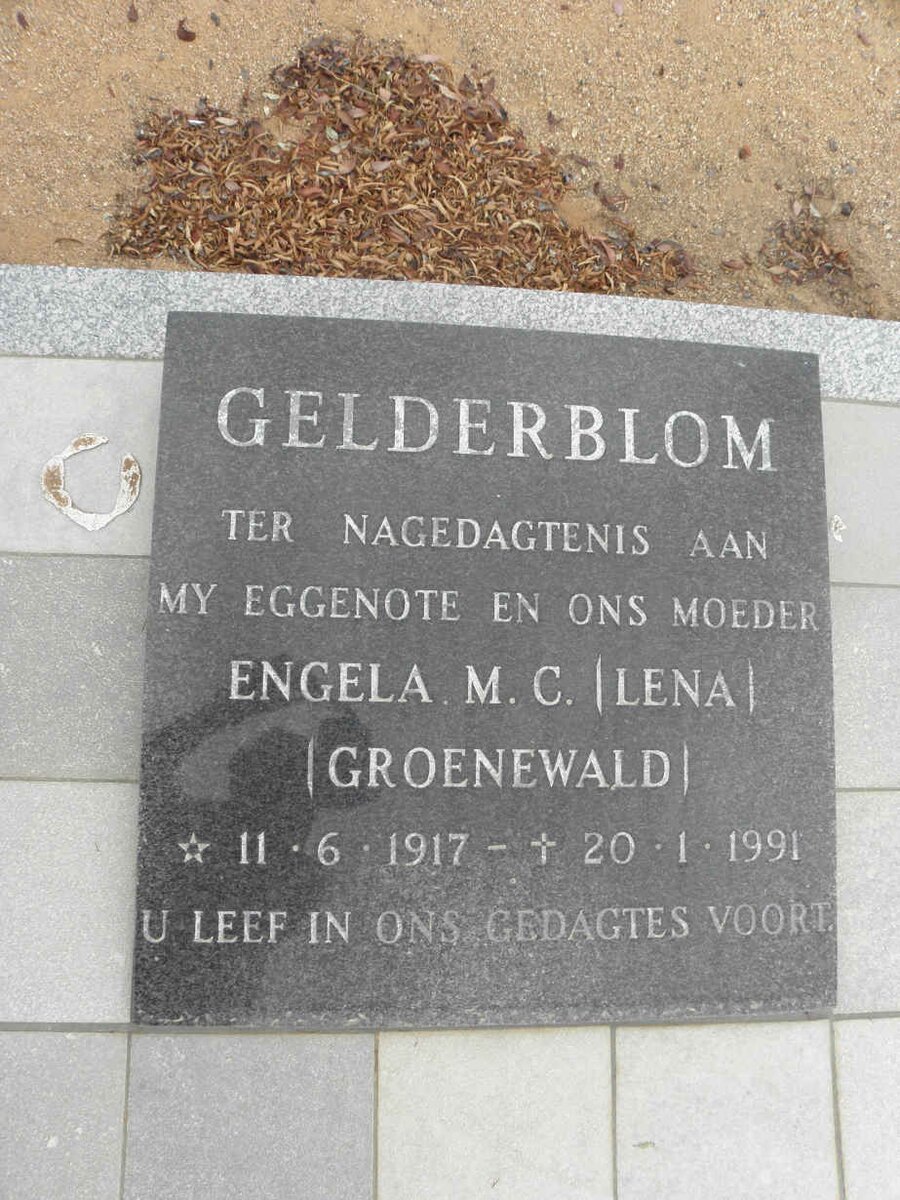 GELDERBLOM
TER NAGEDAGTENIS AAN
MY EGGENOTE EN ONS MOEDER
ENGELA M. C. (LENA)
(GROENEWALD)
☆ 11 · 6 · 1917 – ✝ 20 · 1 · 1991
U LEEF IN ONS GEDAGTES VOORT.